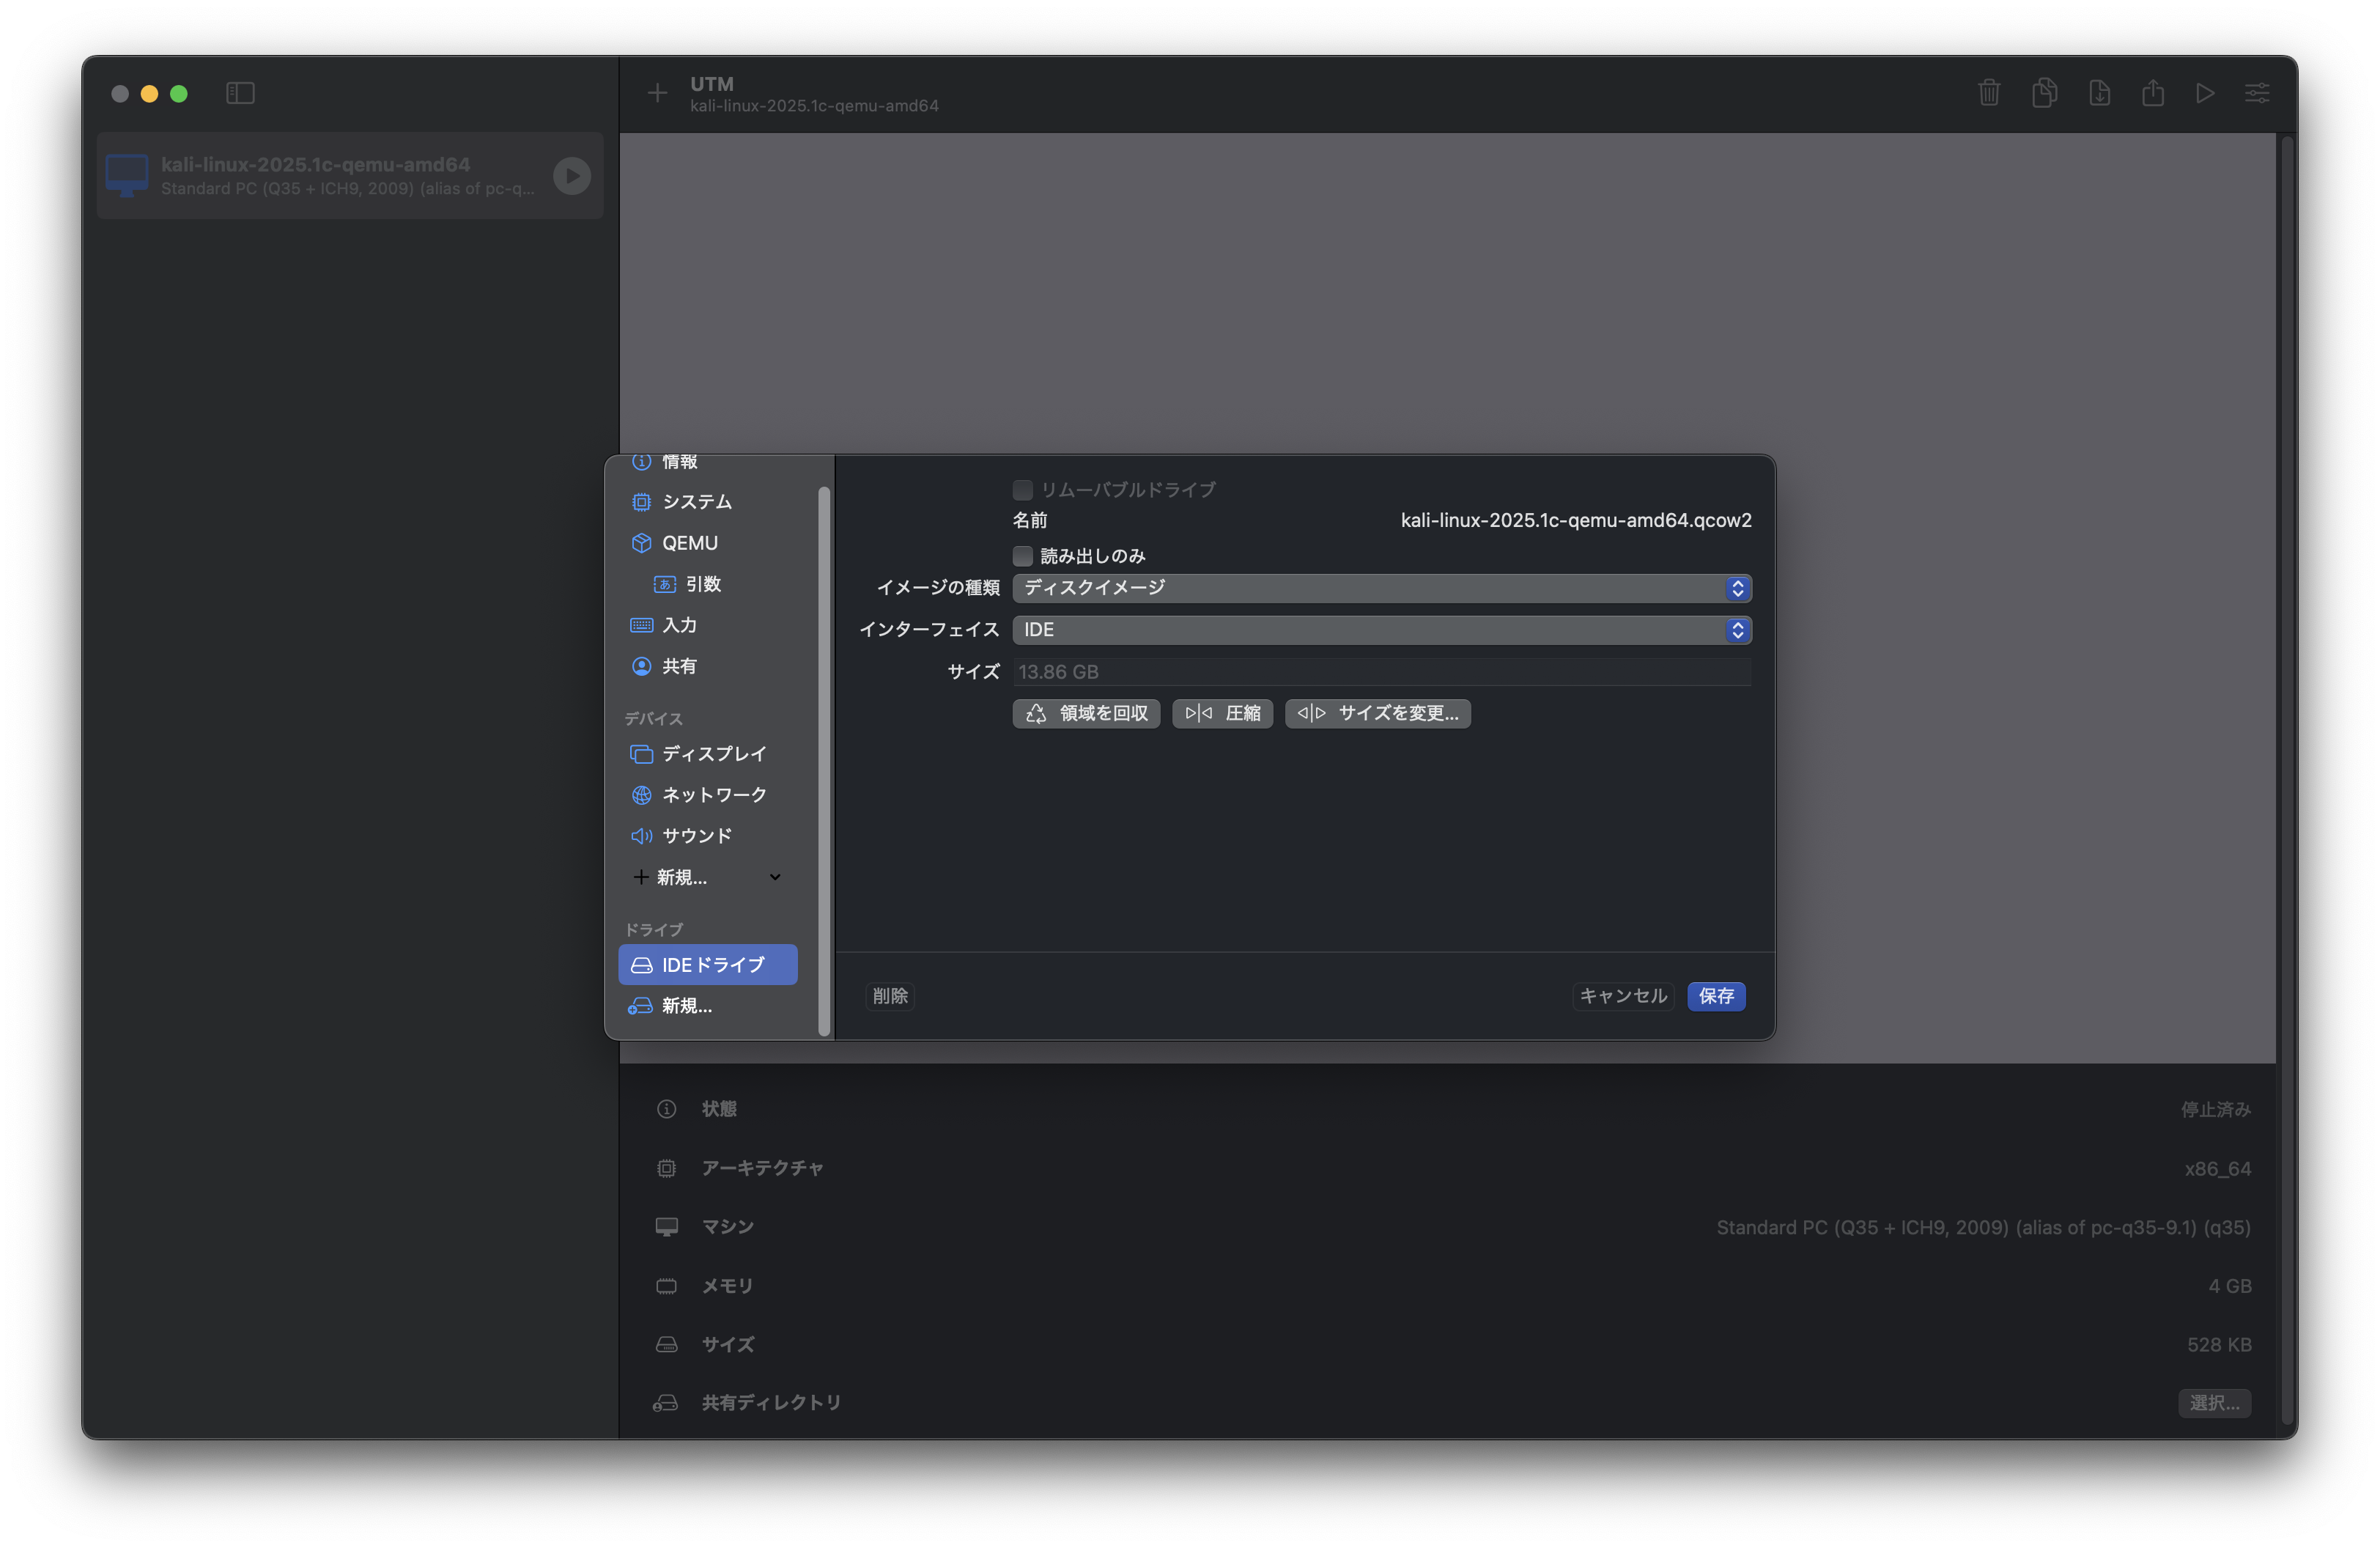 UTM
kali-linux-2025.1c-qemu-amd64
kali-linux-2025.1c-qemu-amd64
Standard PC (Q35 + ICH9, 2009) (alias of pc-q...
情報
システム
QEMU
引数
入力
共有
デバイス
ディスプレイ
ネットワーク
サウンド
新規...
ドライブ
IDEドライブ
新規...
リムーバブルドライブ
名前 kali-linux-2025.1c-qemu-amd64.qcow2
読み出しのみ
イメージの種類 ディスクイメージ
インターフェイス IDE
サイズ 13.86 GB
領域を回収 圧縮 サイズを変更...
削除 キャンセル 保存
状態 停止済み
アーキテクチャ x86_64
マシン Standard PC (Q35 + ICH9, 2009) (alias of pc-q35-9.1) (q35)
メモリ 4 GB
サイズ 528 KB
共有ディレクトリ 選択...